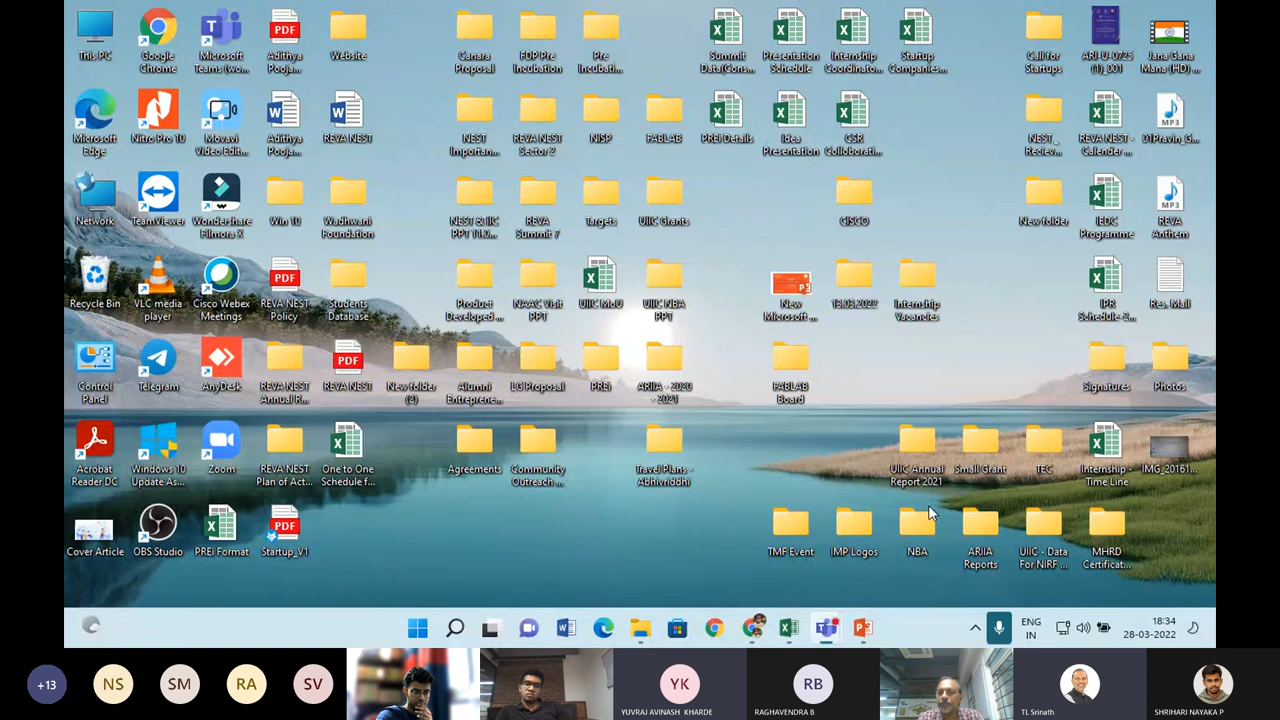 This PC
Google Chrome
Microsoft Teams (wo...
Adithya Pooja...
Website
Canara Proposal
FDP Pre Incubation
Pre Incubati...
Summit Data(Cons...
Presentation Schedule
Internship Coordinato...
Startup Companies...
Call for Startups
ARI-U-0725 (1)_001
Jana Gana Mana (HD) ...
Microsoft Edge
Nitro Pro 10
Movavi Video Edit...
Adithya Pooja...
REVA NEST
NEST Importan...
REVA NEST Sector 2
NISP
FABLAB
PREi Details
Idea Presentation
CSR Colloborati...
NEST_ Reciev...
REVA NEST - Calender ...
01Pravin_G...
Network
TeamViewer
Wondershare Filmora X
Win 10
Wadhwani Foundation
NEST & IIC PPT 11.0...
REVA Summit 7
Targets
UIIC Grants
CISCO
New folder
IEDC Programme
REVA Anthem
Recycle Bin
VLC media player
Cisco Webex Meetings
REVA NEST Policy
Students Database
Product Developed ...
NAAC Visit PPT
UIIC MoU
UIIC NBA PPT
New Microsoft ...
18.03.2022
Internship Vacancies
IPR Schedule-2...
Res. Mail
Control Panel
Telegram
AnyDesk
REVA NEST Annual R...
REVA NEST
New folder (2)
Alumni Entreprene...
LG Proposal
PREi
ARIIA - 2020 - 2021
FABLAB Board
Signatures
Photos
Acrobat Reader DC
Windows 10 Update As...
Zoom
REVA NEST Plan of Act...
One to One Schedule f...
Agreements
Community Outreach ...
Travel Plans - Abhivriddhi
UIIC Annual Report 2021
Small Grant
TEC
Internship - Time Line
IMG_20161...
Cover Article
OBS Studio
PREi Format
Startup_V1
TMF Event
IMP Logos
NBA
ARIIA Reports
UIIC - Data For NIRF ...
MHRD Certificat...
ENG
IN
18:34
28-03-2022
+13
NS
SM
RA
SV
YK
YUVRAJ AVINASH KHARDE
RB
RAGHAVENDRA B
TL Srinath
SHRIHARI NAYAKA P